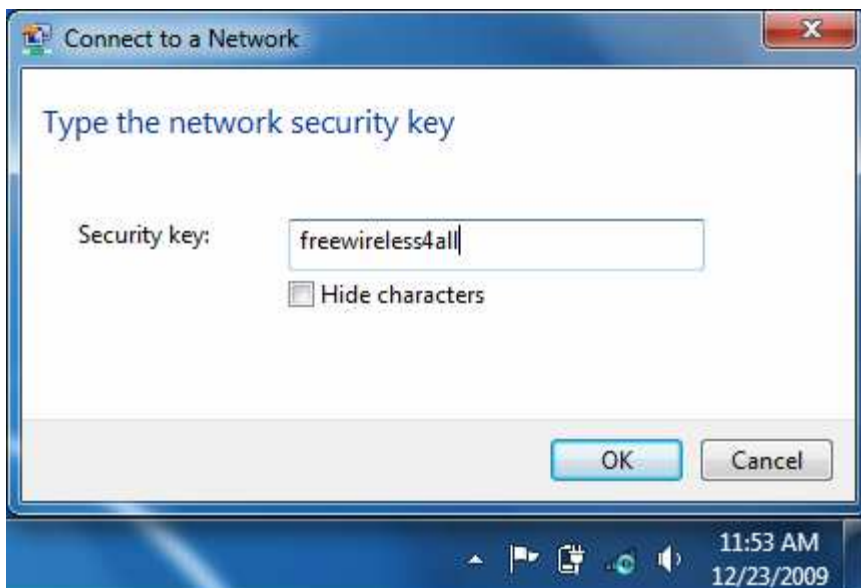 Connect to a Network
Type the network security key
Security key: freewireless4all
Hide characters
OK Cancel
11:53 AM
12/23/2009